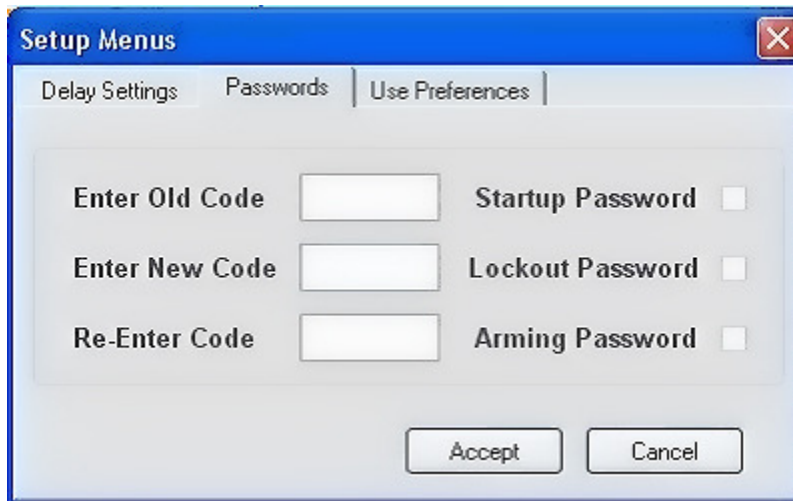 Setup Menus
Delay Settings Passwords Use Preferences
Enter Old Code Startup Password
Enter New Code Lockout Password
Re-Enter Code Arming Password
Accept Cancel